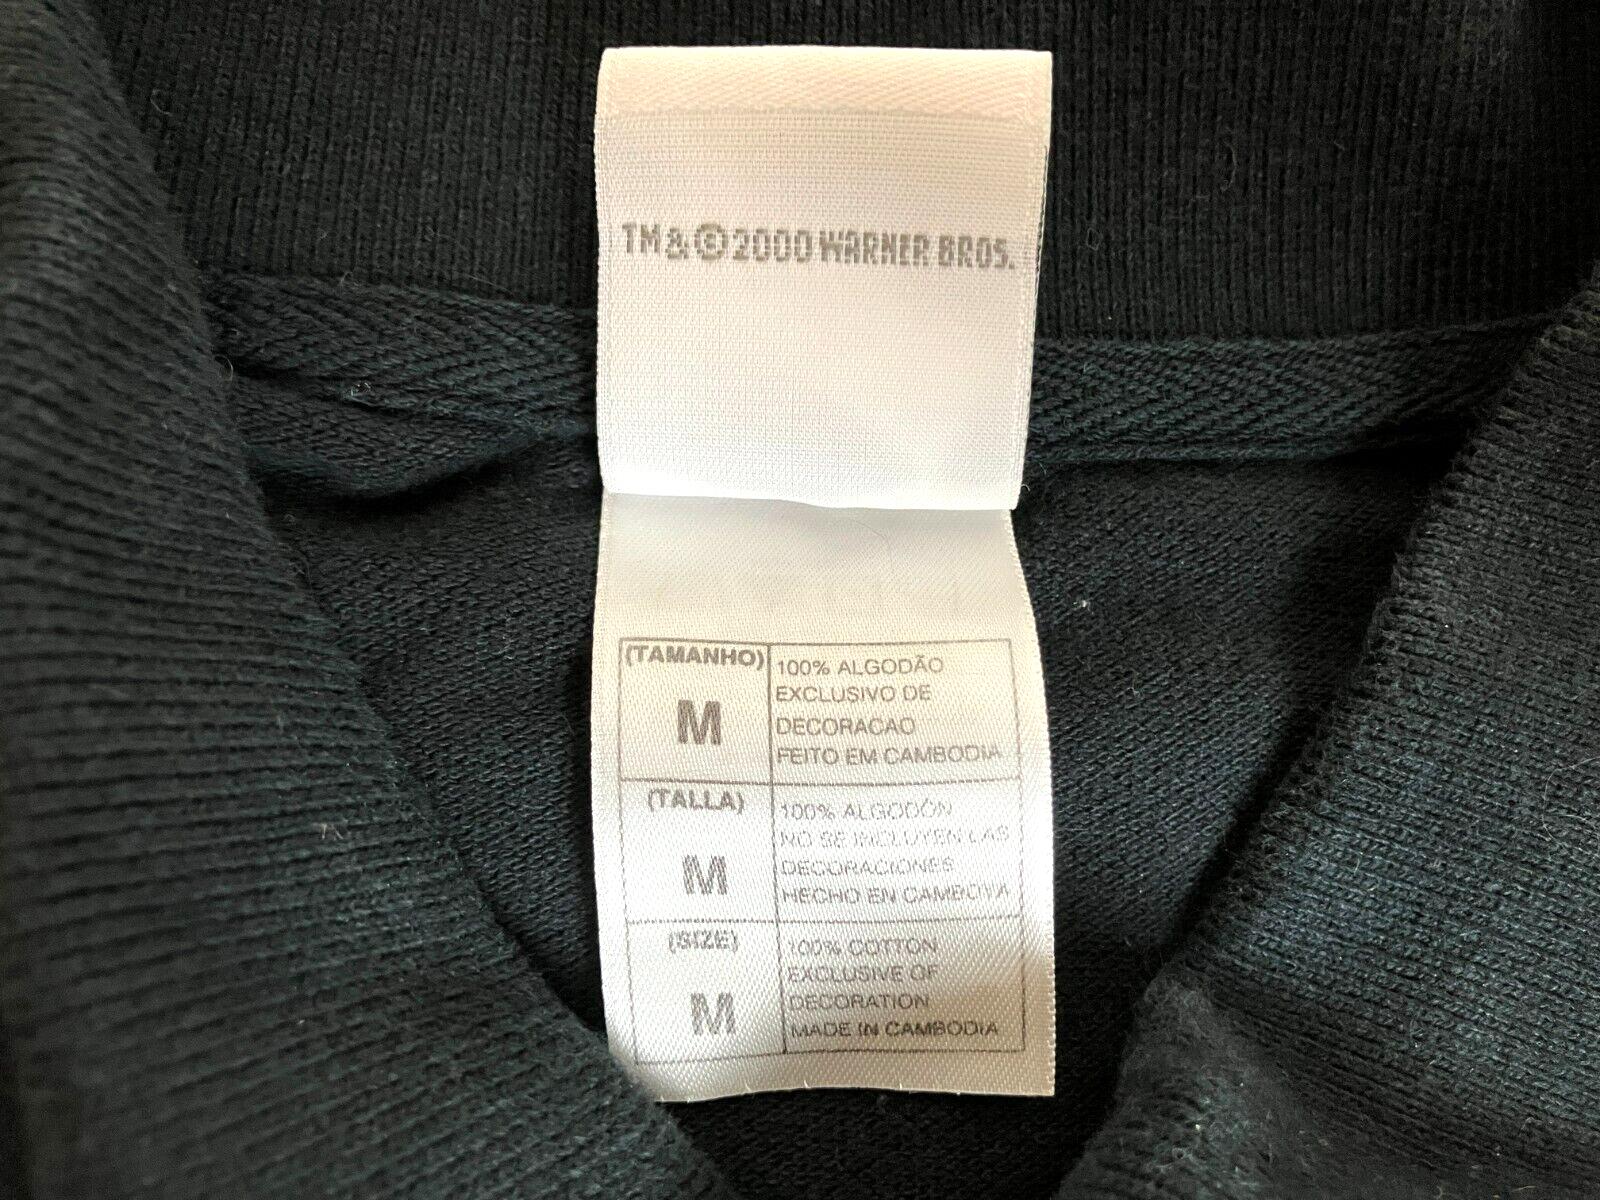 TM & © 2000 WARNER BROS.
(TAMANHO)
M
100% ALGODÃO
EXCLUSIVO DE
DECORACAO
FEITO EM CAMBODIA
(TALLA)
M
100% ALGODÓN
NO SE INCLUYEN LAS
DECORACIONES
HECHO EN CAMBOYA
(SIZE)
M
100% COTTON
EXCLUSIVE OF
DECORATION
MADE IN CAMBODIA